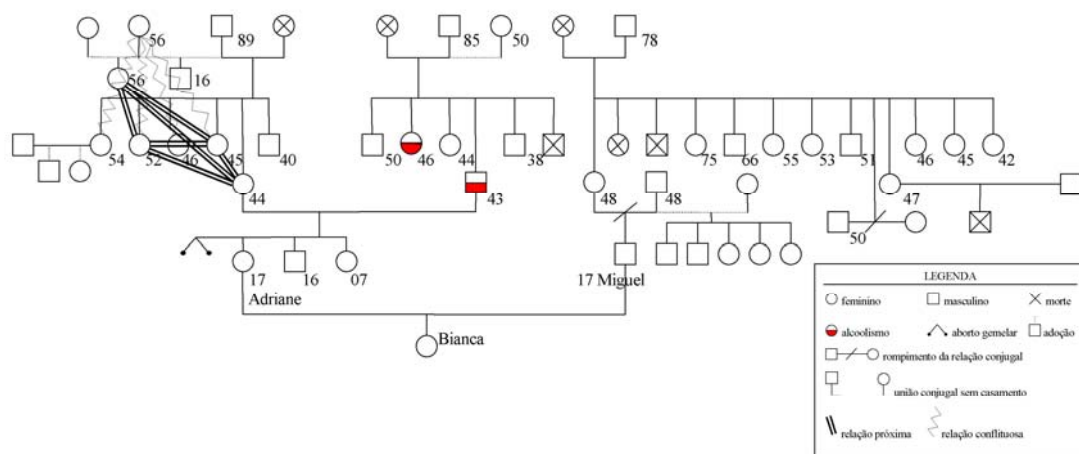 56 89 85 50 78
56 16
54 52 46 45 40 50 46 44 38 75 66 55 53 51 46 45 42
44 43 48 48 47
50
17 16 07 17 Miguel
Adriane
Bianca
LEGENDA
feminino masculino morte
alcoolismo aborto gemelar adoção
rompimento da relação conjugal
união conjugal sem casamento
relação próxima relação conflituosa